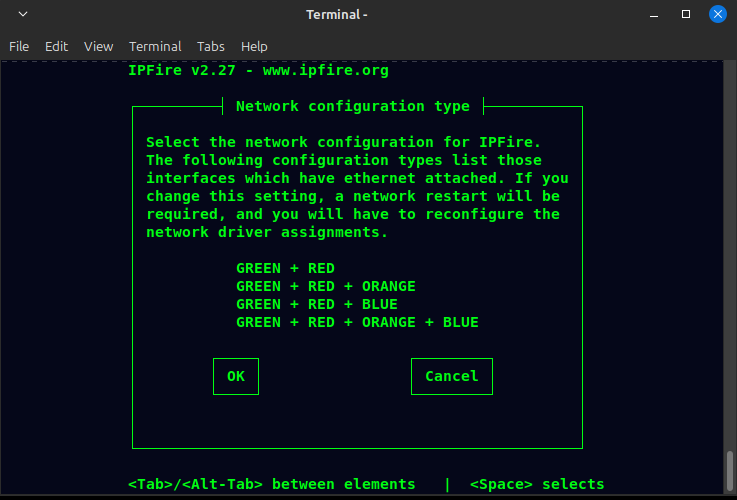 Terminal -
File Edit View Terminal Tabs Help
IPFire v2.27 - www.ipfire.org
Network configuration type
Select the network configuration for IPFire.
The following configuration types list those
interfaces which have ethernet attached. If you
change this setting, a network restart will be
required, and you will have to reconfigure the
network driver assignments.
GREEN + RED
GREEN + RED + ORANGE
GREEN + RED + BLUE
GREEN + RED + ORANGE + BLUE
OK Cancel
<Tab>/<Alt-Tab> between elements | <Space> selects